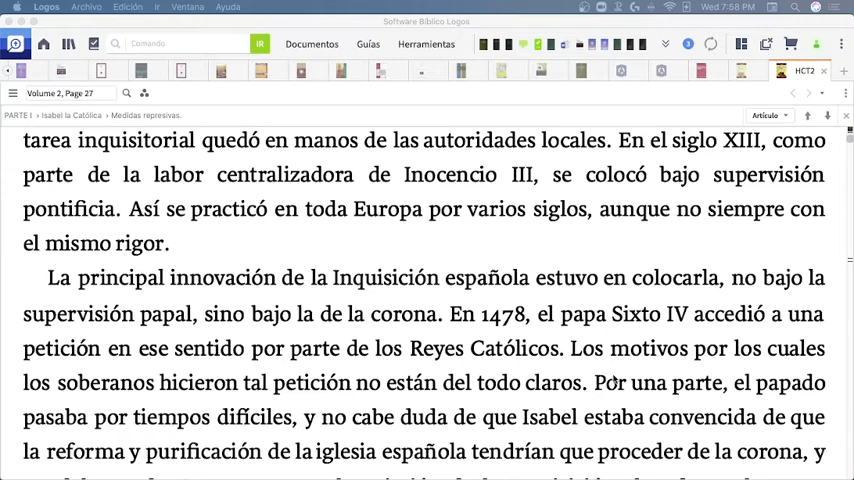 Logos Archivo Edición Ir Ventana Ayuda Wed 7:58 PM
Software Bíblico Logos
Comando IR Documentos Guías Herramientas 3
HCT2
Volume 2, Page 27
PARTE I › Isabel la Católica › Medidas represivas. Artículo
tarea inquisitorial quedó en manos de las autoridades locales. En el siglo XIII, como
parte de la labor centralizadora de Inocencio III, se colocó bajo supervisión
pontificia. Así se practicó en toda Europa por varios siglos, aunque no siempre con
el mismo rigor.
La principal innovación de la Inquisición española estuvo en colocarla, no bajo la
supervisión papal, sino bajo la de la corona. En 1478, el papa Sixto IV accedió a una
petición en ese sentido por parte de los Reyes Católicos. Los motivos por los cuales
los soberanos hicieron tal petición no están del todo claros. Por una parte, el papado
pasaba por tiempos difíciles, y no cabe duda de que Isabel estaba convencida de que
la reforma y purificación de la iglesia española tendrían que proceder de la corona, y